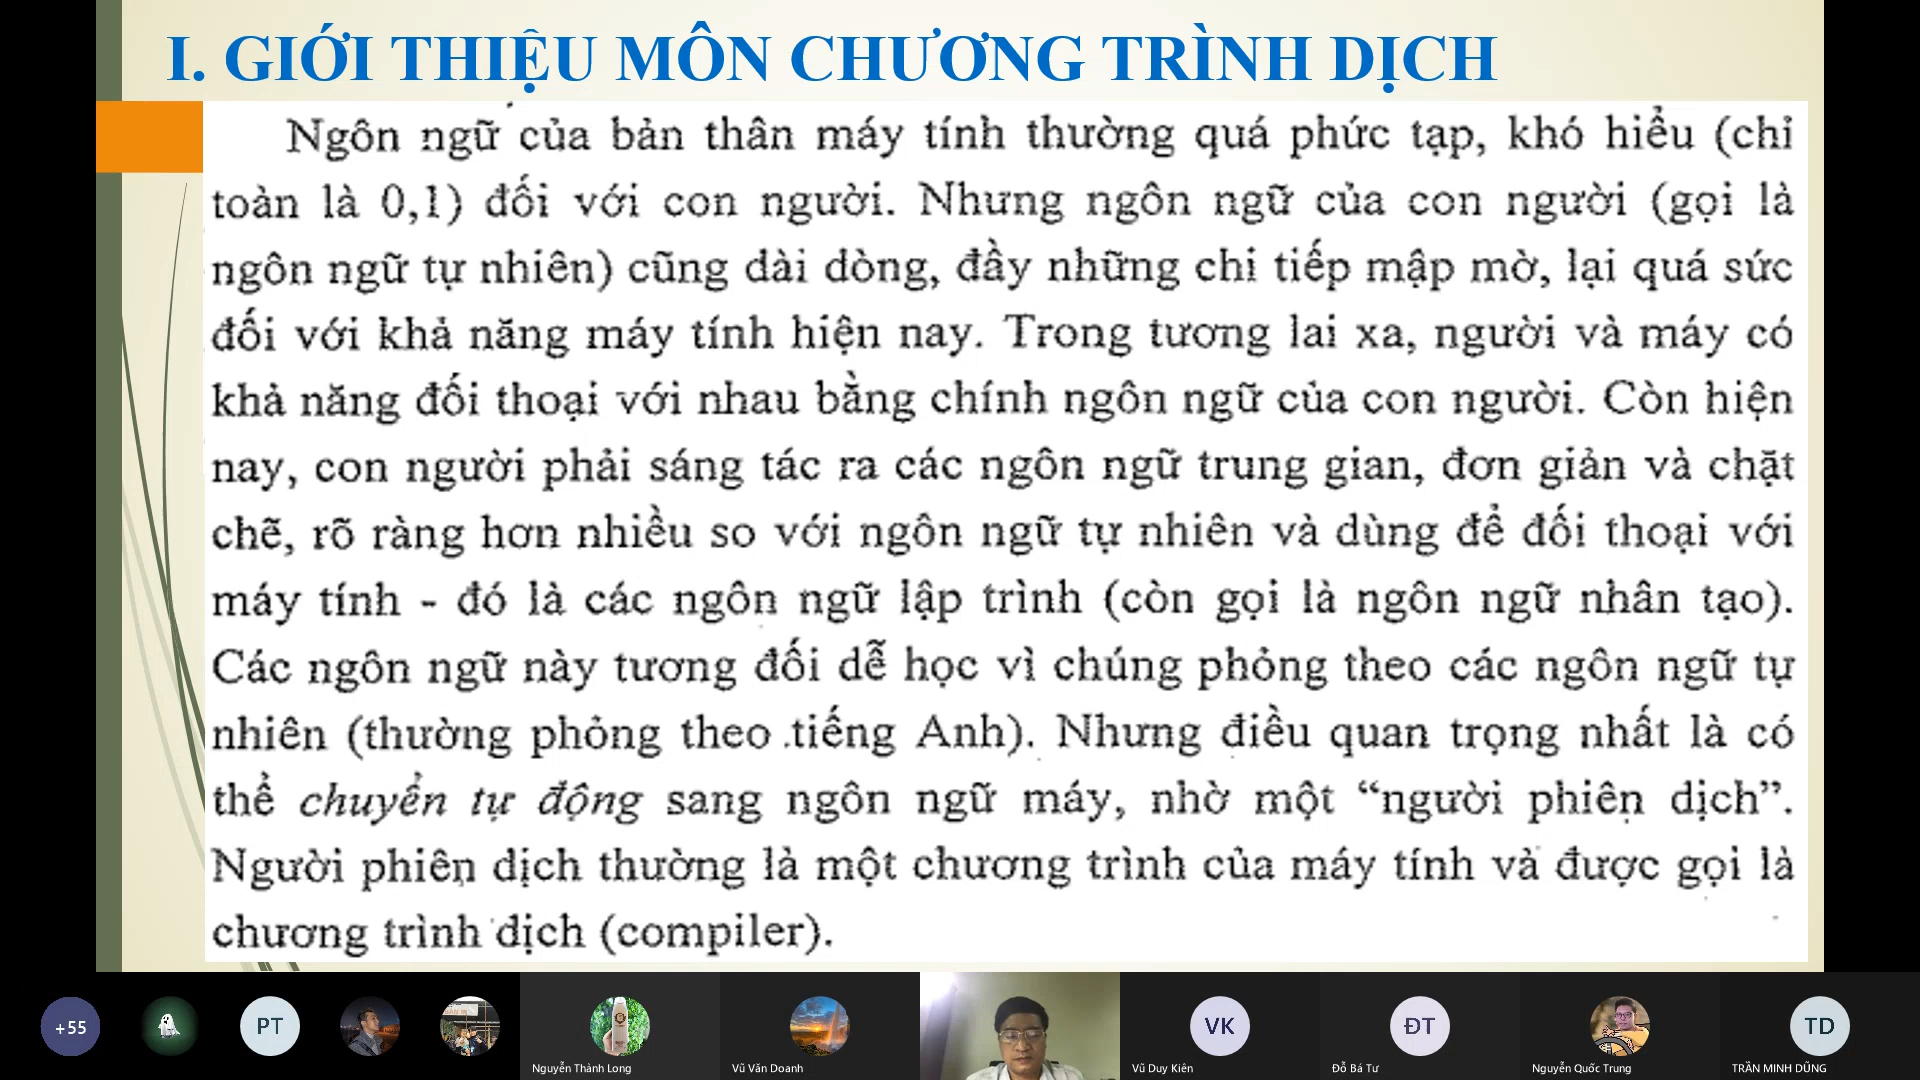 I. GIỚI THIỆU MÔN CHƯƠNG TRÌNH DỊCH
Ngôn ngữ của bản thân máy tính thường quá phức tạp, khó hiểu (chỉ
toàn là 0,1) đối với con người. Nhưng ngôn ngữ của con người (gọi là
ngôn ngữ tự nhiên) cũng dài dòng, đầy những chi tiếp mập mờ, lại quá sức
đối với khả năng máy tính hiện nay. Trong tương lai xa, người và máy có
khả năng đối thoại với nhau bằng chính ngôn ngữ của con người. Còn hiện
nay, con người phải sáng tác ra các ngôn ngữ trung gian, đơn giản và chặt
chẽ, rõ ràng hơn nhiều so với ngôn ngữ tự nhiên và dùng để đối thoại với
máy tính - đó là các ngôn ngữ lập trình (còn gọi là ngôn ngữ nhân tạo).
Các ngôn ngữ này tương đối dễ học vì chúng phỏng theo các ngôn ngữ tự
nhiên (thường phỏng theo tiếng Anh). Nhưng điều quan trọng nhất là có
thể chuyển tự động sang ngôn ngữ máy, nhờ một “người phiên dịch”.
Người phiên dịch thường là một chương trình của máy tính và được gọi là
chương trình dịch (compiler).
+55
PT
VK
ĐT
TD
Nguyễn Thành Long
Vũ Văn Doanh
Vũ Duy Kiên
Đỗ Bá Tư
Nguyễn Quốc Trung
TRẦN MINH DŨNG